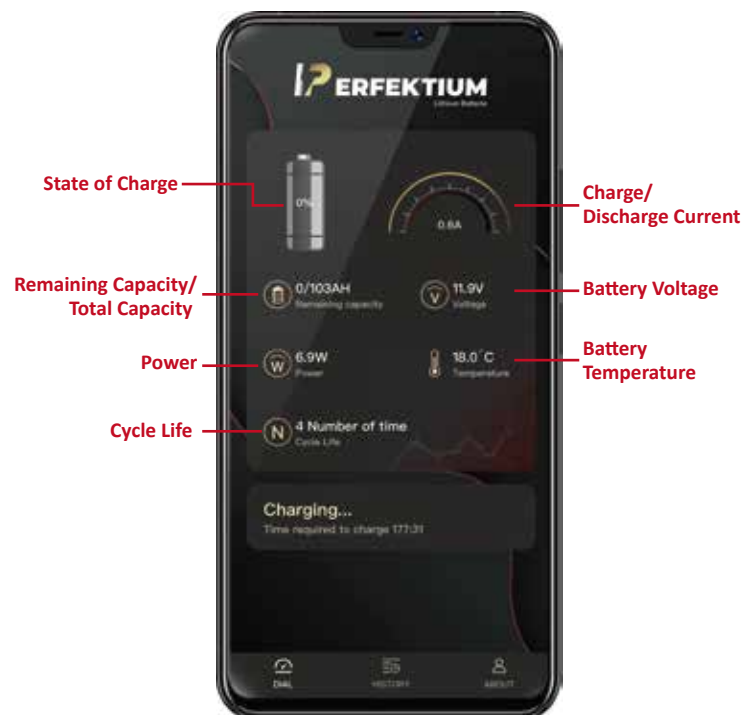 PERFEKTIUM
Lithium Batterie
State of Charge
0%
0.6A
Charge/
Discharge Current
Remaining Capacity/
Total Capacity
0/103AH
Remaining capacity
11.9V
Voltage
Battery Voltage
Power
6.9W
Power
18.0°C
Temperature
Battery
Temperature
Cycle Life
4 Number of time
Cycle Life
Charging...
Time required to charge 177:31
DIAL
HISTORY
ABOUT